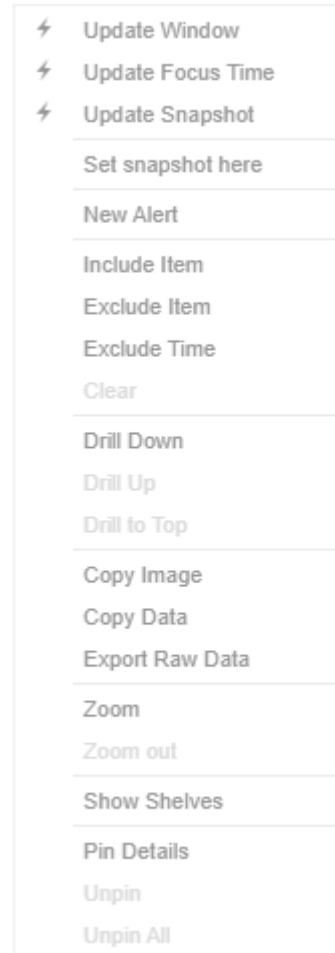 Update Window
Update Focus Time
Update Snapshot
Set snapshot here
New Alert
Include Item
Exclude Item
Exclude Time
Clear
Drill Down
Drill Up
Drill to Top
Copy Image
Copy Data
Export Raw Data
Zoom
Zoom out
Show Shelves
Pin Details
Unpin
Unpin All